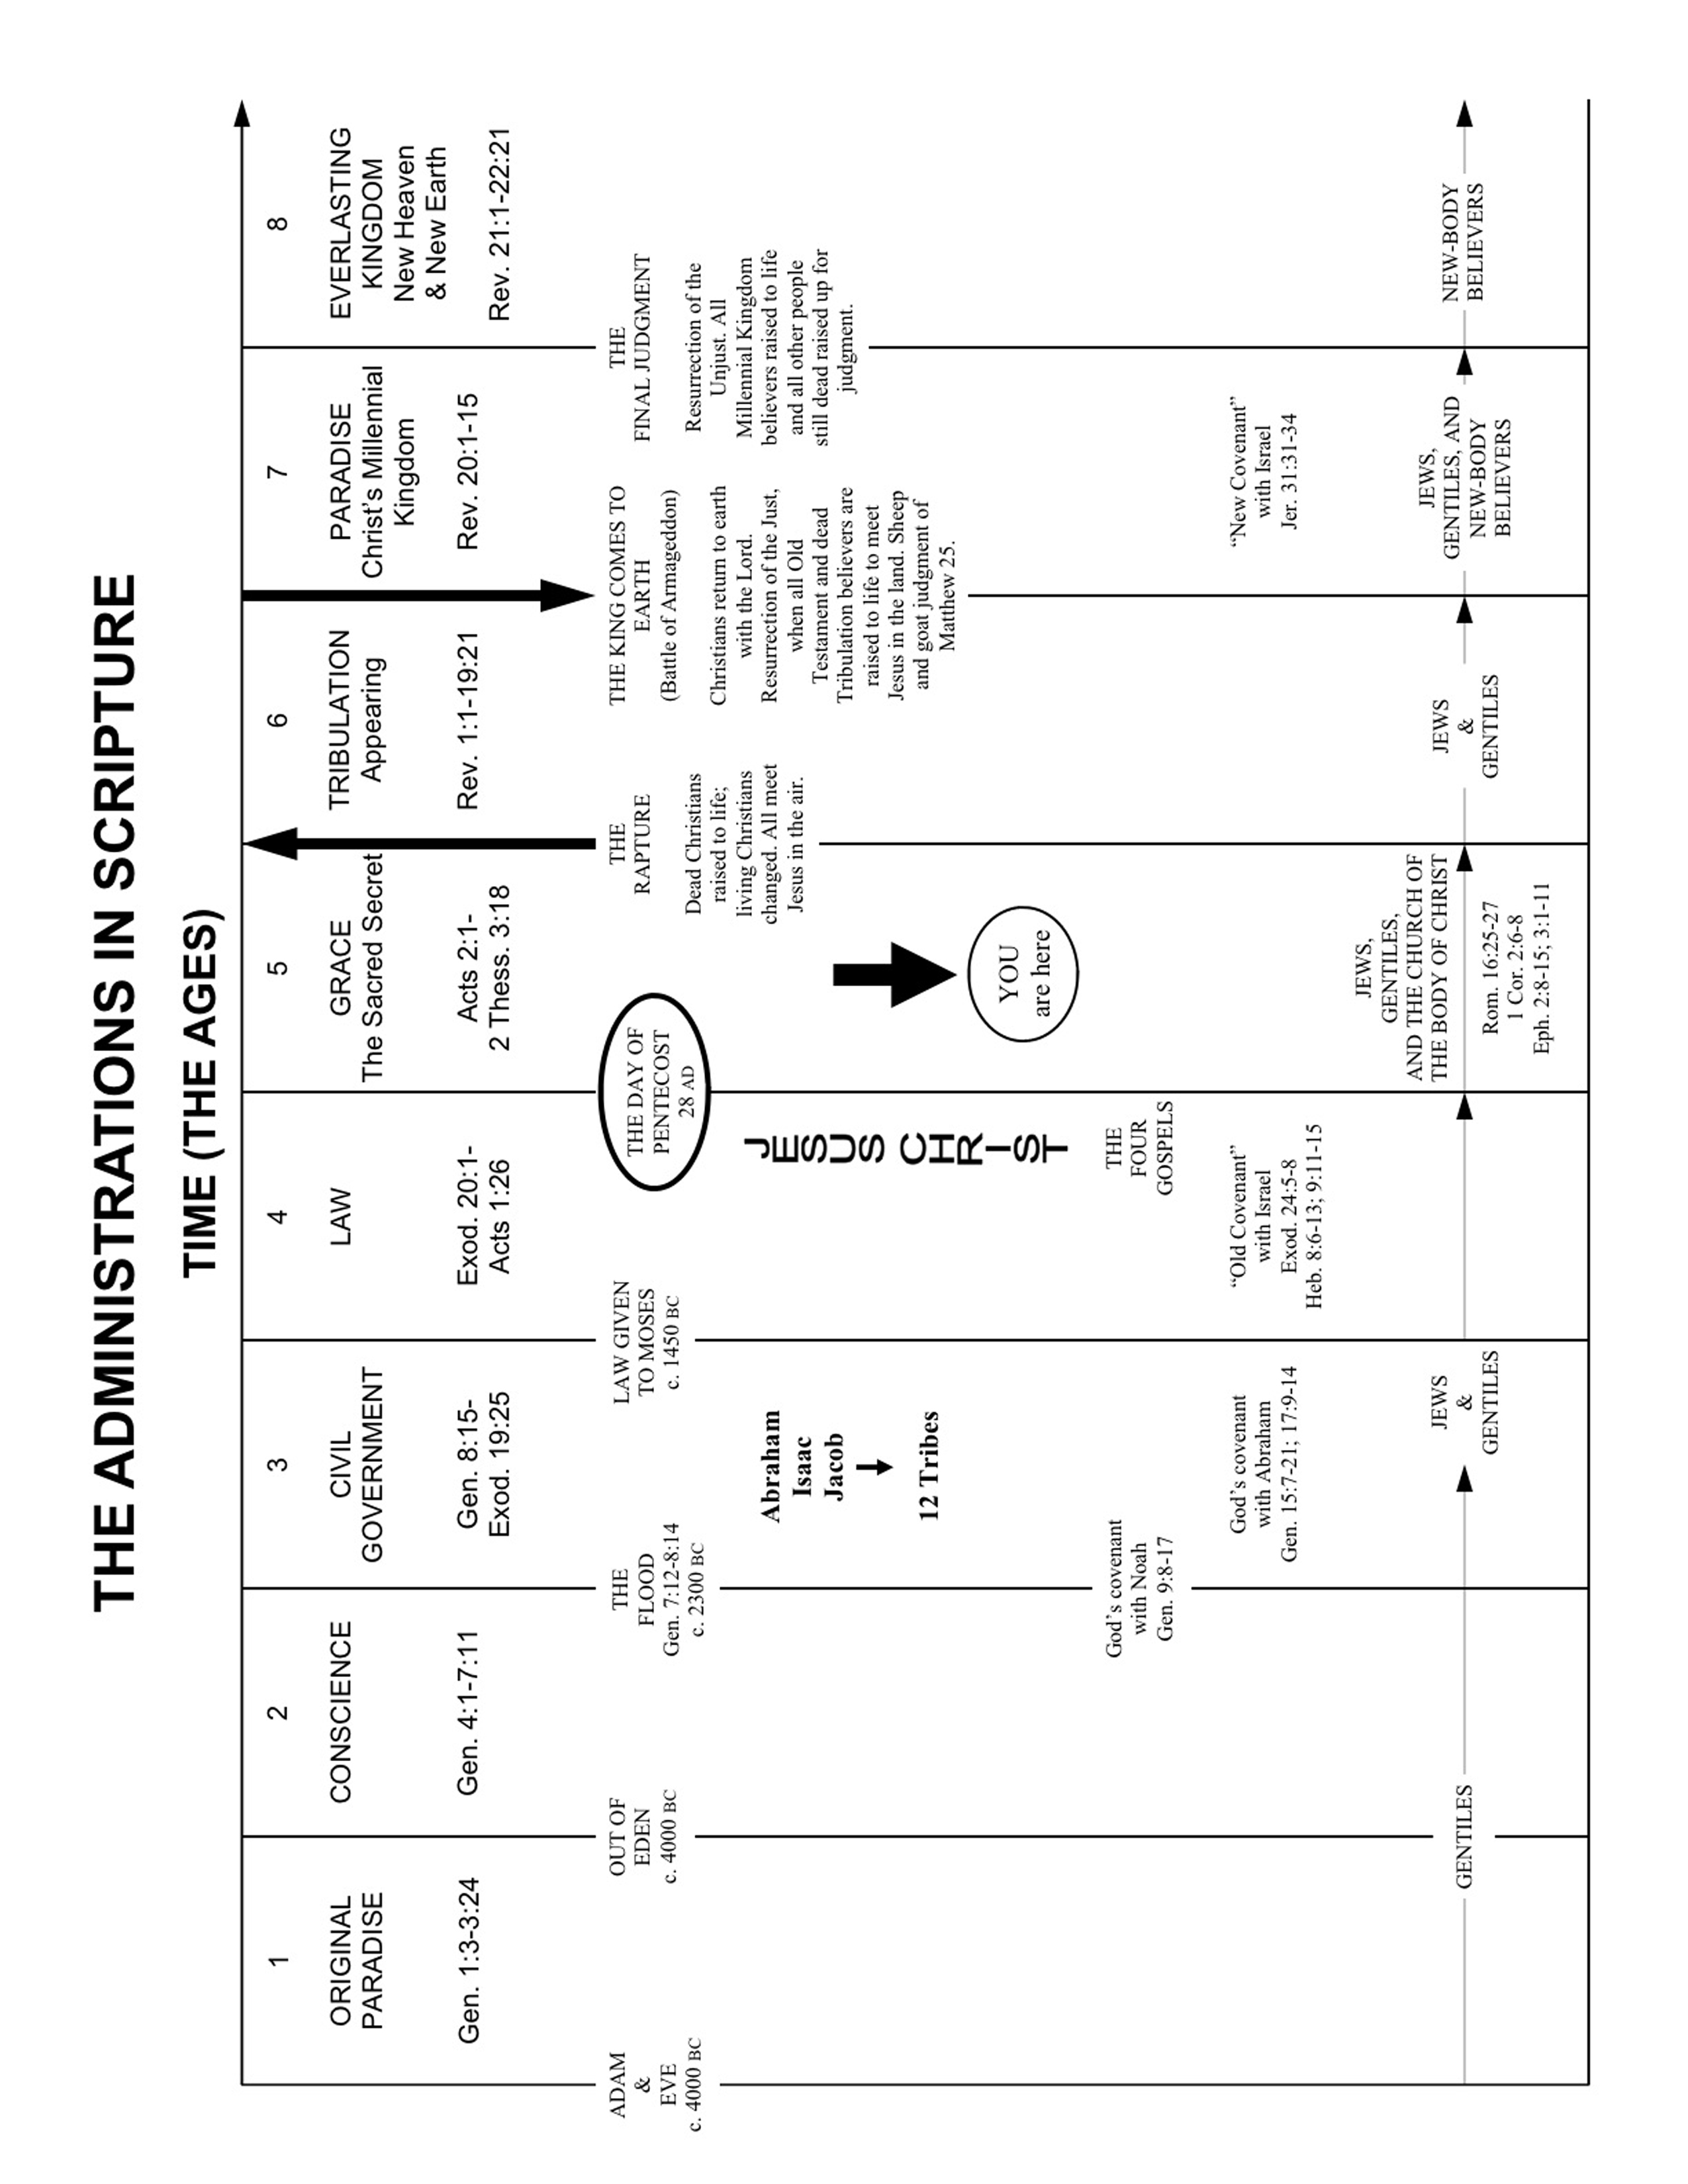 THE ADMINISTRATIONS IN SCRIPTURE
TIME (THE AGES)
1
ORIGINAL
PARADISE
Gen. 1:3-3:24
2
CONSCIENCE
Gen. 4:1-7:11
3
CIVIL
GOVERNMENT
Gen. 8:15-
Exod. 19:25
4
LAW
Exod. 20:1-
Acts 1:26
5
GRACE
The Sacred Secret
Acts 2:1-
2 Thess. 3:18
6
TRIBULATION
Appearing
Rev. 1:1-19:21
7
PARADISE
Christ's Millennial
Kingdom
Rev. 20:1-15
8
EVERLASTING
KINGDOM
New Heaven
& New Earth
Rev. 21:1-22:21
ADAM
&
EVE
c. 4000 BC
OUT OF
EDEN
c. 4000 BC
THE
FLOOD
Gen. 7:12-8:14
c. 2300 BC
LAW GIVEN
TO MOSES
c. 1450 BC
THE DAY OF
PENTECOST
28 AD
THE
RAPTURE
Dead Christians
raised to life;
living Christians
changed. All meet
Jesus in the air.
THE KING COMES TO
EARTH
(Battle of Armageddon)
Christians return to earth
with the Lord.
Resurrection of the Just,
when all Old
Testament and dead
Tribulation believers are
raised to life to meet
Jesus in the land. Sheep
and goat judgment of
Matthew 25.
THE
FINAL JUDGMENT
Resurrection of the
Unjust. All
Millennial Kingdom
believers raised to life
and all other people
still dead raised up for
judgment.
Abraham
Isaac
Jacob
12 Tribes
JESUS CHRIST
YOU
are here
God's covenant
with Noah
Gen. 9:8-17
THE
FOUR
GOSPELS
God's covenant
with Abraham
Gen. 15:7-21; 17:9-14
“Old Covenant”
with Israel
Exod. 24:5-8
Heb. 8:6-13; 9:11-15
“New Covenant”
with Israel
Jer. 31:31-34
GENTILES
JEWS
&
GENTILES
JEWS,
GENTILES,
AND THE CHURCH OF
THE BODY OF CHRIST
Rom. 16:25-27
1 Cor. 2:6-8
Eph. 2:8-15; 3:1-11
JEWS
&
GENTILES
JEWS,
GENTILES, AND
NEW-BODY
BELIEVERS
NEW-BODY
BELIEVERS